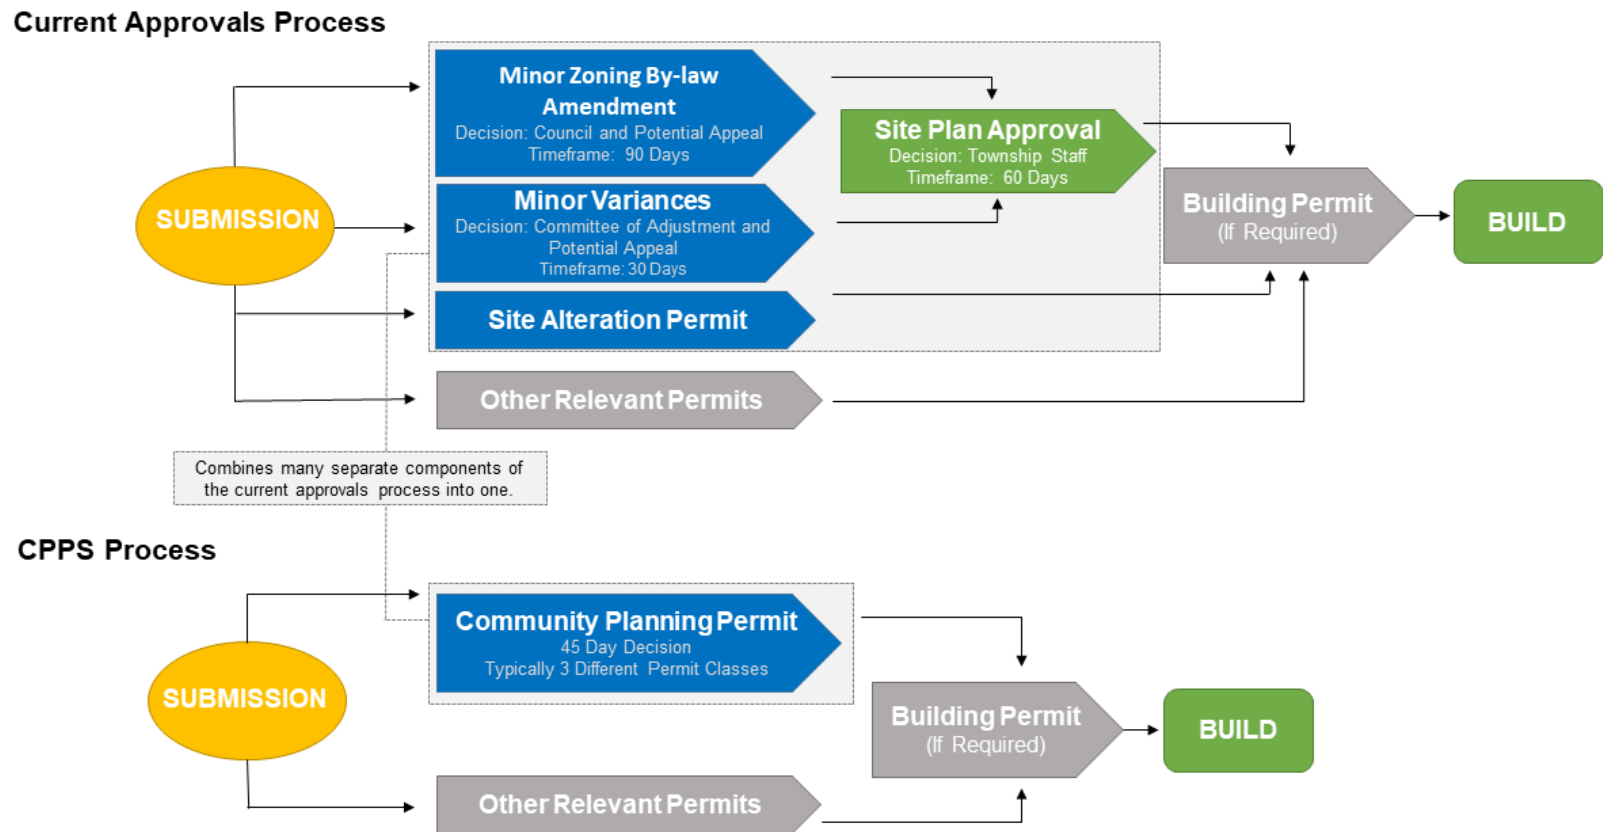 Current Approvals Process
Minor Zoning By-law
Amendment
Decision: Council and Potential Appeal
Timeframe: 90 Days
Site Plan Approval
Decision: Township Staff
Timeframe: 60 Days
SUBMISSION
Minor Variances
Decision: Committee of Adjustment and
Potential Appeal
Timeframe: 30 Days
Building Permit
(If Required)
BUILD
Site Alteration Permit
Other Relevant Permits
Combines many separate components of
the current approvals process into one.
CPPS Process
Community Planning Permit
45 Day Decision
Typically 3 Different Permit Classes
SUBMISSION
Building Permit
(If Required)
BUILD
Other Relevant Permits